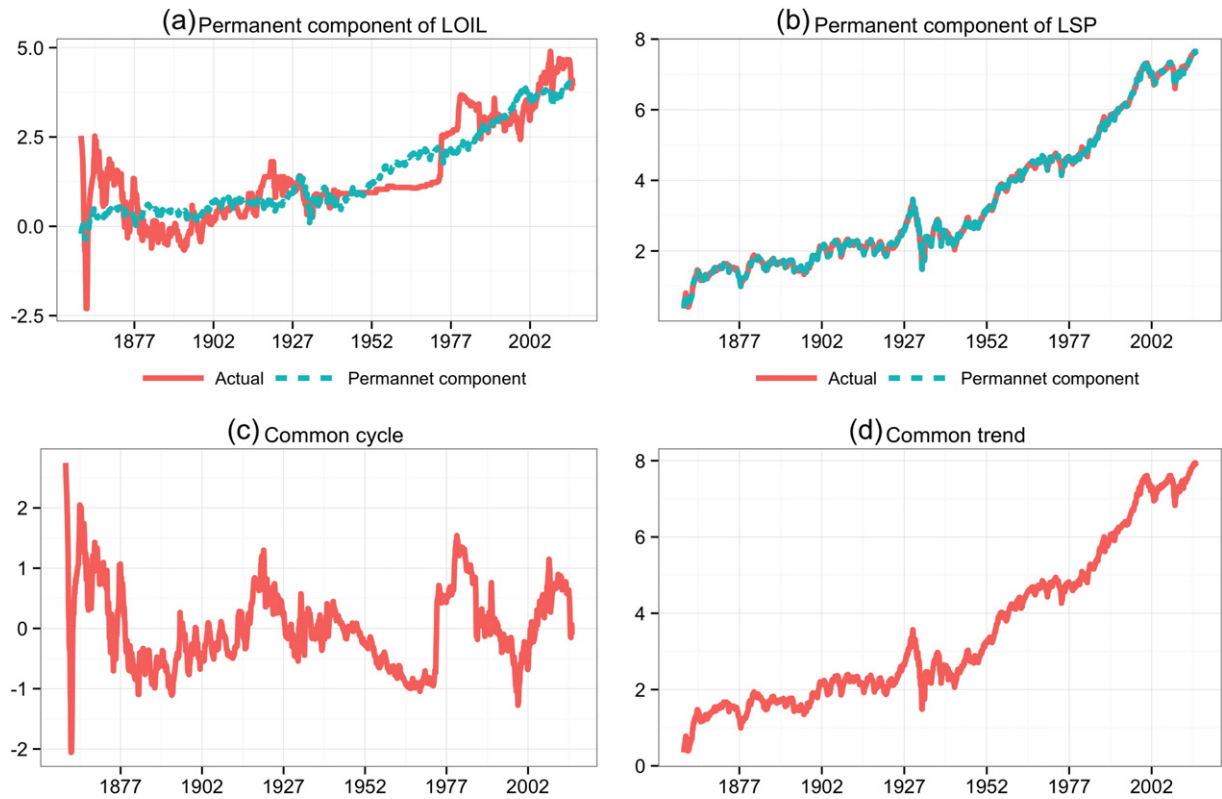 (a) Permanent component of LOIL
5.0
2.5
0.0
-2.5
1877 1902 1927 1952 1977 2002
Actual Permannet component
(b) Permanent component of LSP
8
6
4
2
1877 1902 1927 1952 1977 2002
Actual Permannet component
(c) Common cycle
2
1
0
-1
-2
1877 1902 1927 1952 1977 2002
(d) Common trend
8
6
4
2
0
1877 1902 1927 1952 1977 2002